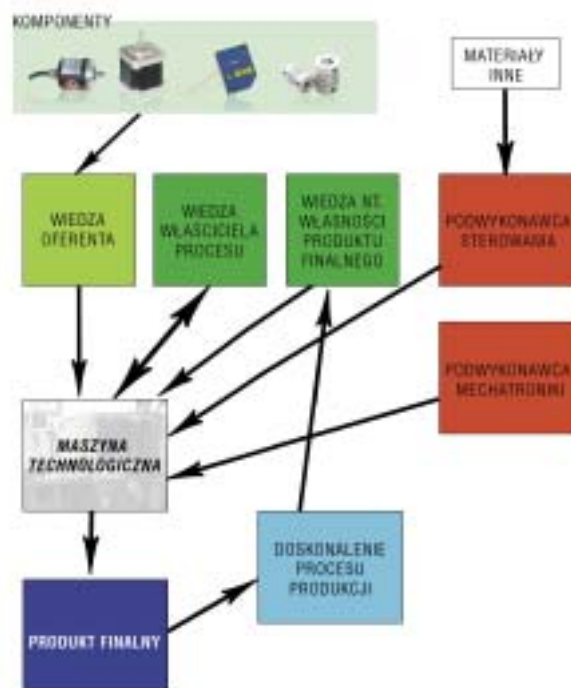 KOMPONENTY
MATERIAŁY
INNE
WIEDZA
OFERENTA
WIEDZA
WŁAŚCICIELA
PROCESU
WIEDZA NT.
WŁASNOŚCI
PRODUKTU
FINALNEGO
PODWYKONAWCA
STEROWANIA
PODWYKONAWCA
MECHATRONIKI
MASZYNA
TECHNOLOGICZNA
DOSKONALENIE
PROCESU
PRODUKCJI
PRODUKT FINALNY